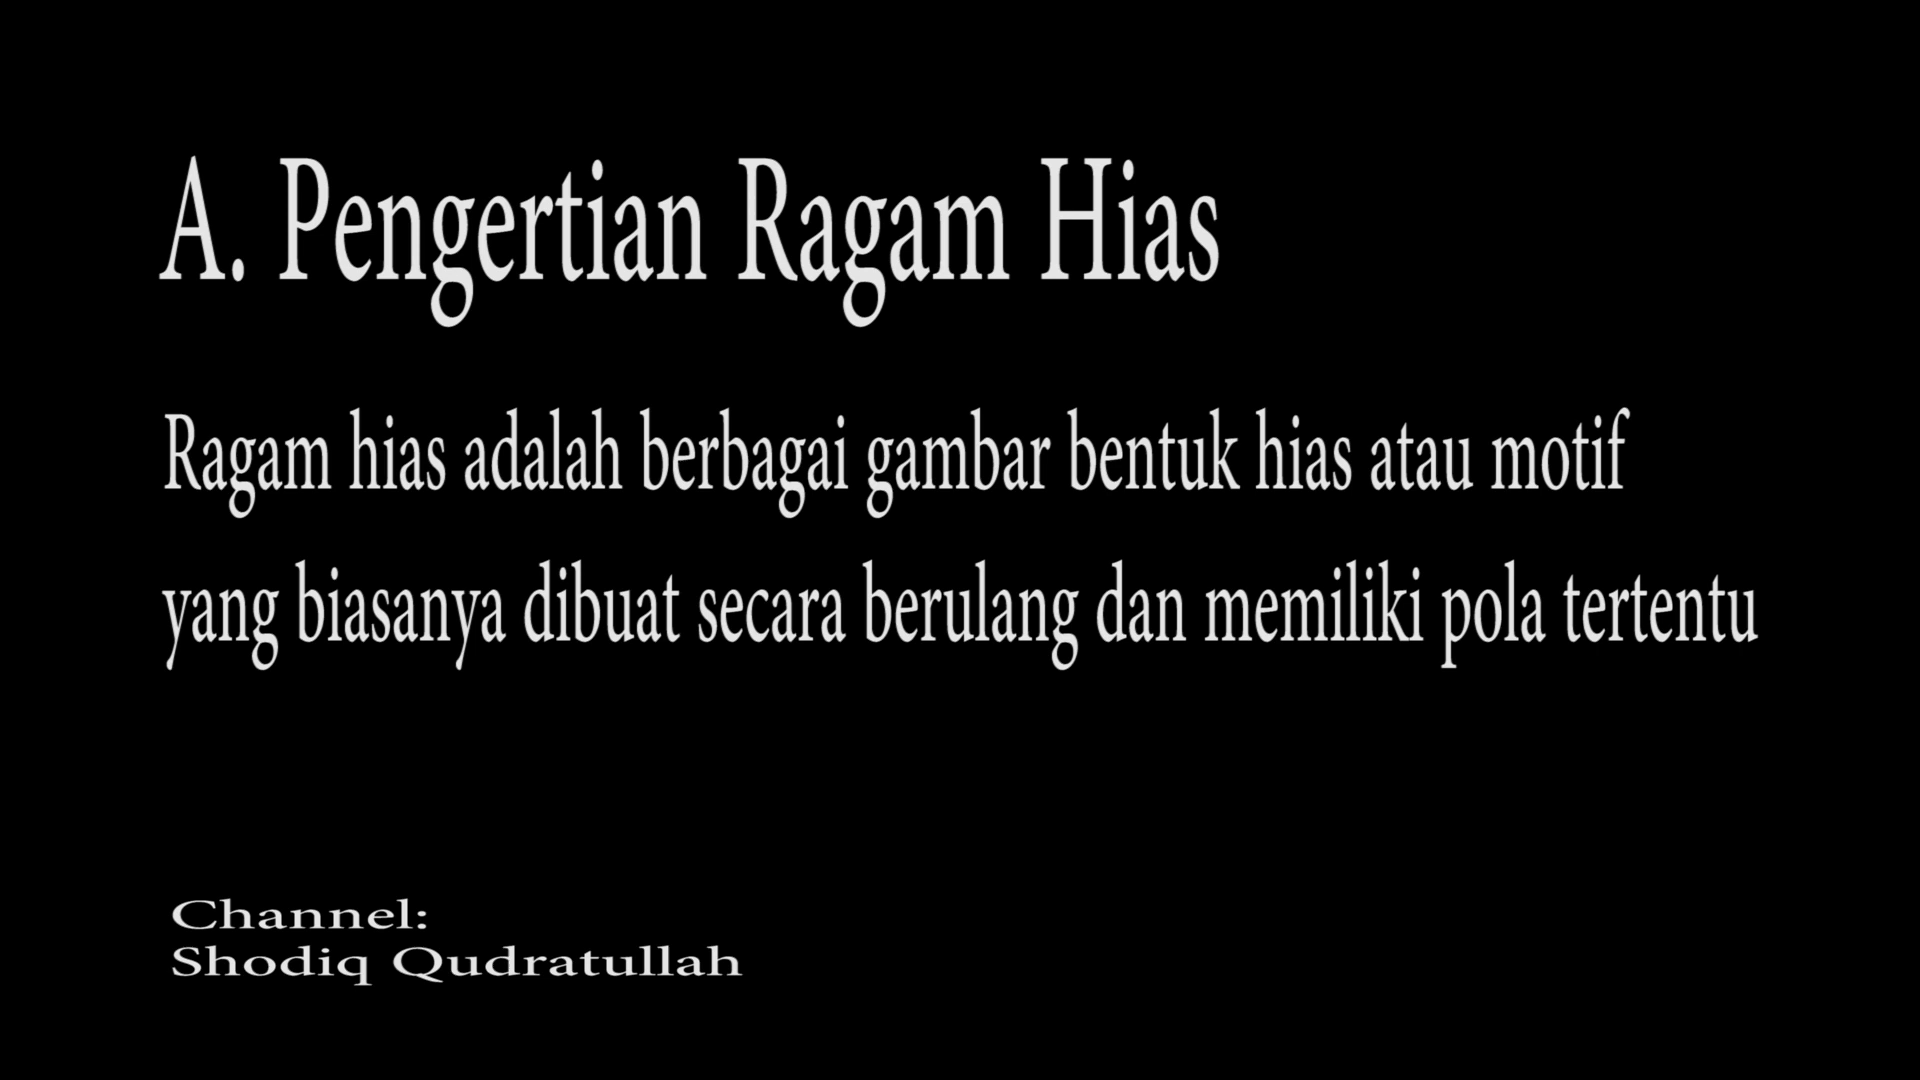 A. Pengertian Ragam Hias
Ragam hias adalah berbagai gambar bentuk hias atau motif
yang biasanya dibuat secara berulang dan memiliki pola tertentu
Channel:
Shodiq Qudratullah